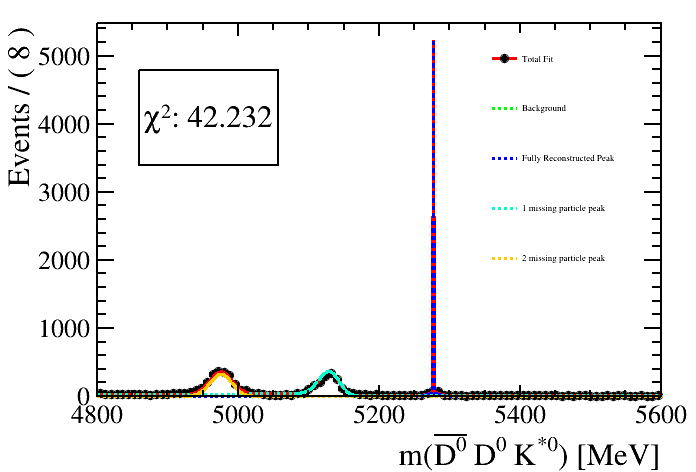 Events / ( 8 )
5000
4000
3000
2000
1000
0
χ²: 42.232
Total Fit
Background
Fully Reconstructed Peak
1 missing particle peak
2 missing particle peak
4800 5000 5200 5400 5600
m(D̅⁰ D⁰ K*⁰) [MeV]